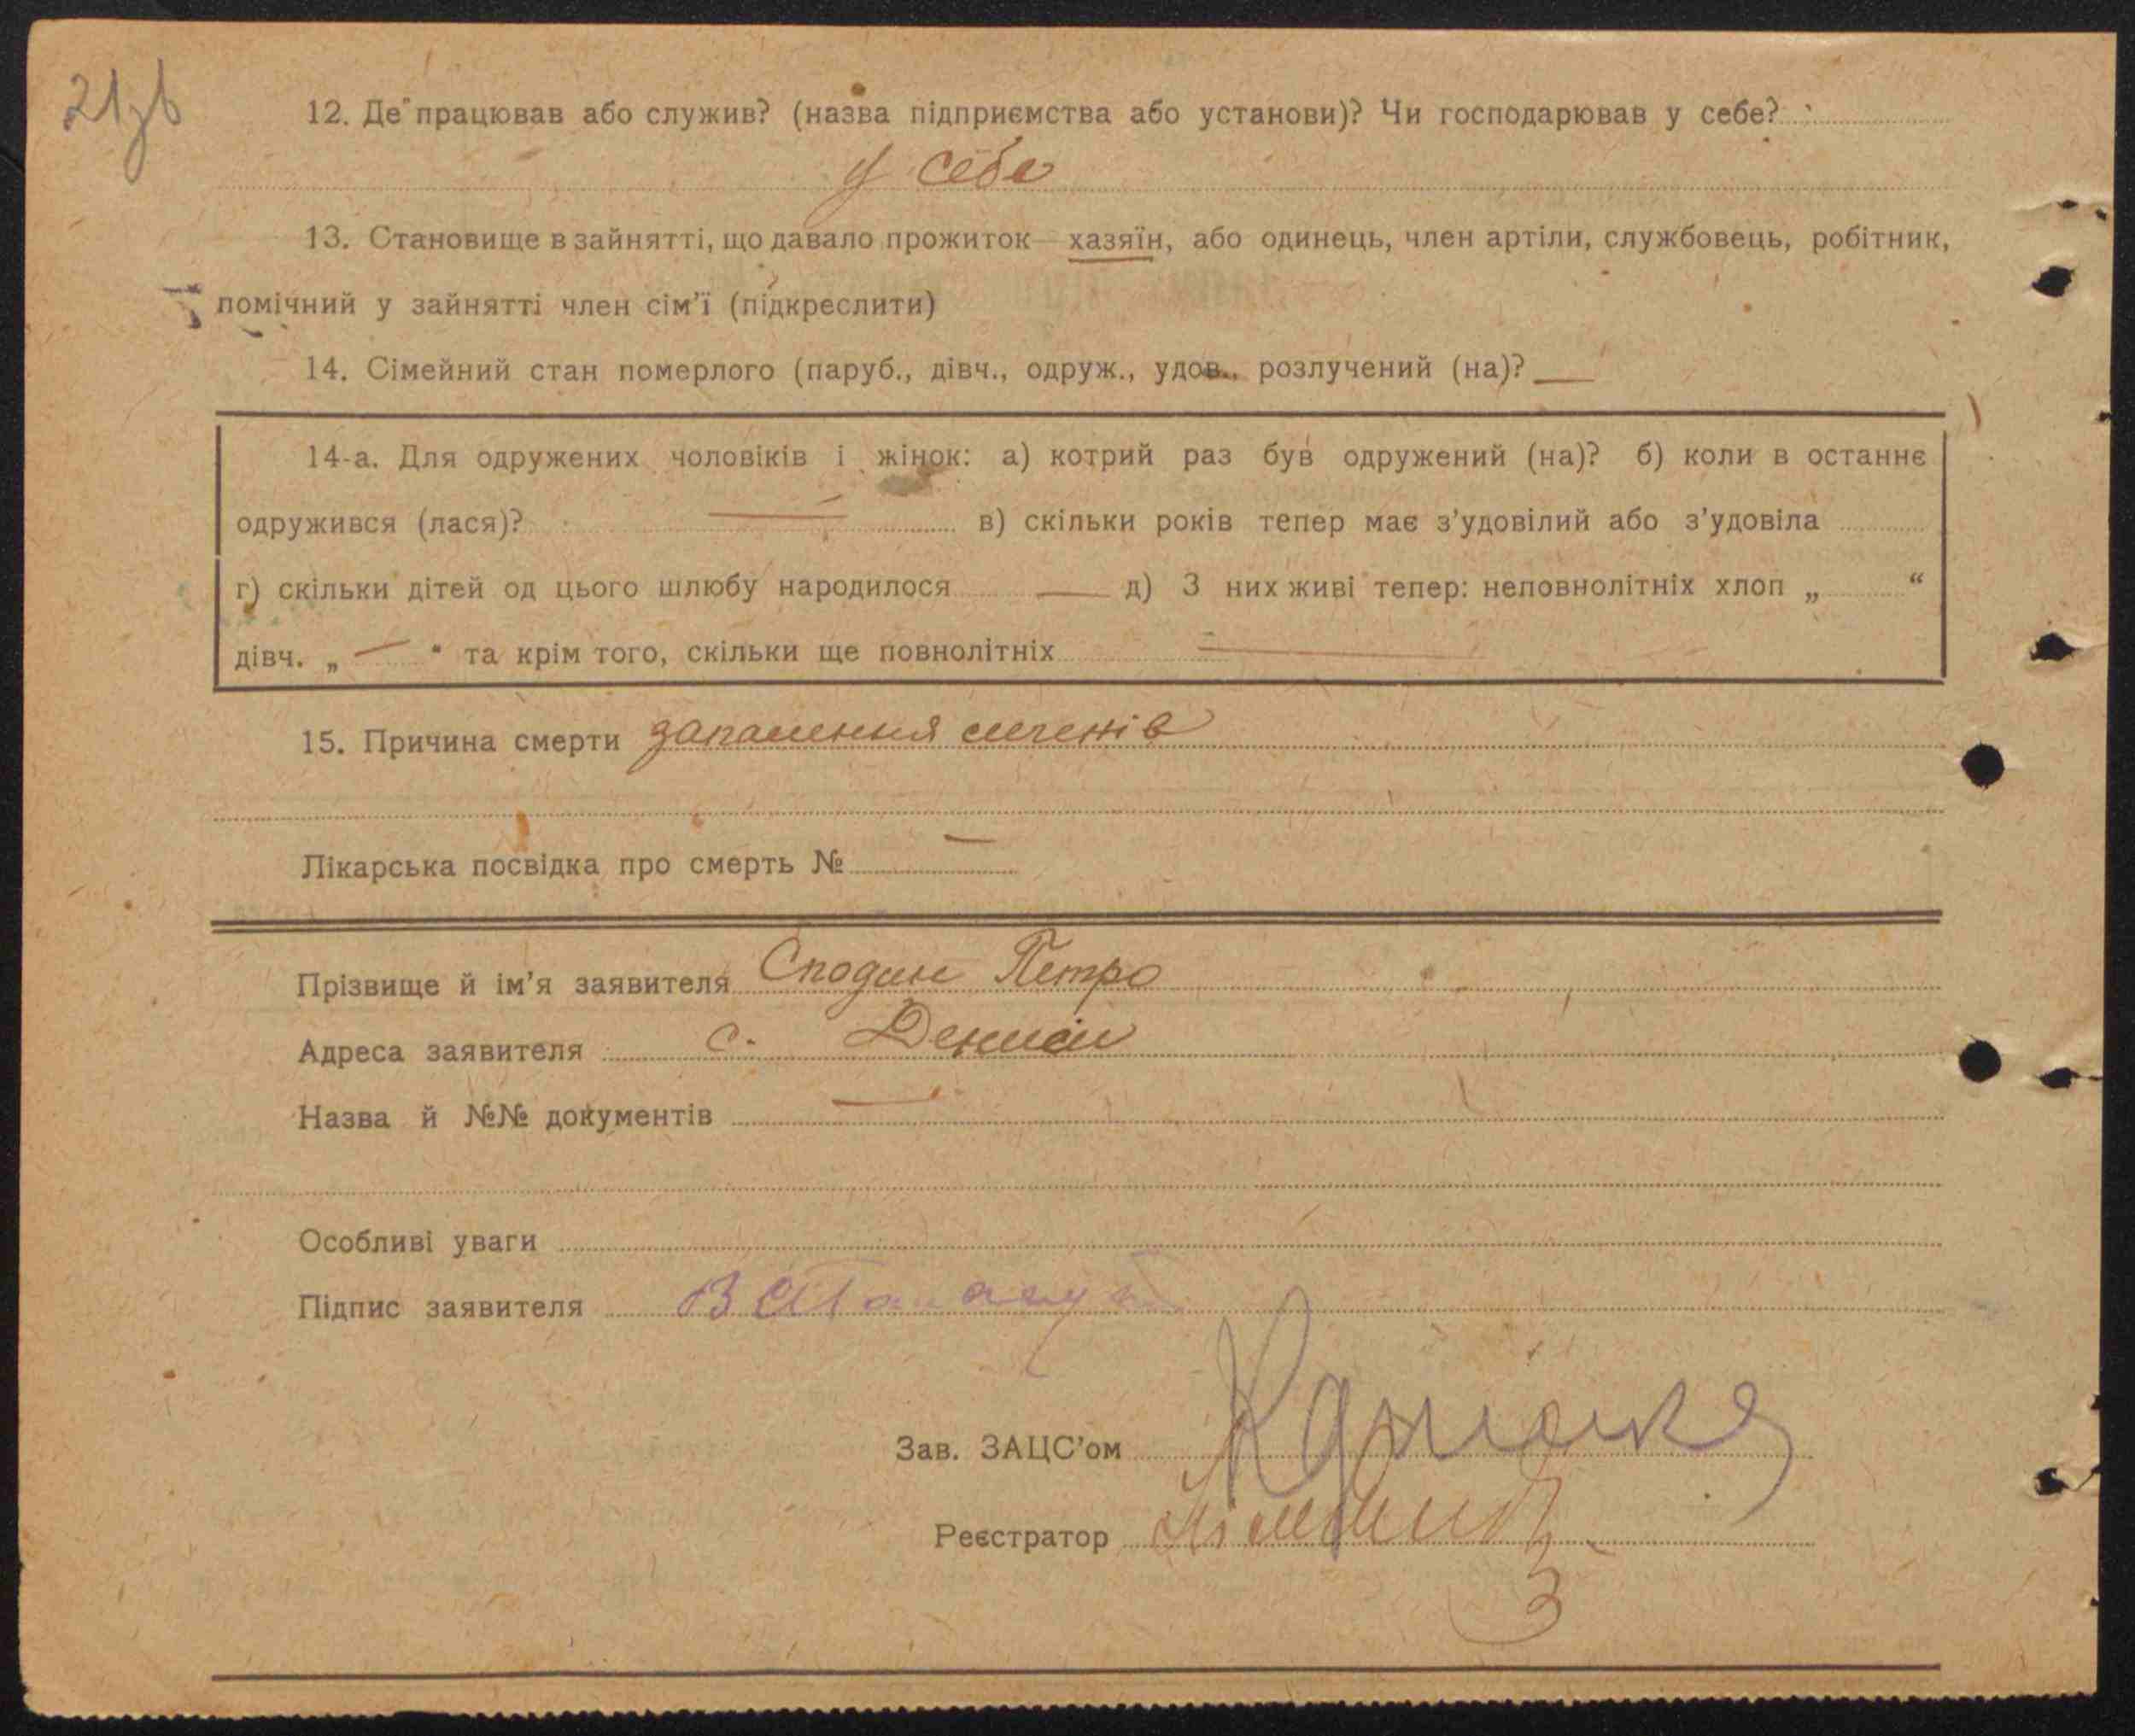 21зв
12. Де працював або служив? (назва підприємства або установи)? Чи господарював у себе?
у себе
13. Становище в зайнятті, що давало прожиток — хазяїн, або одинець, член артіли, службовець, робітник,
помічний у зайнятті член сім'ї (підкреслити)
14. Сімейний стан померлого (паруб., дівч., одруж., удов., розлучений (на)? —
14-а. Для одружених чоловіків і жінок: а) котрий раз був одружений (на)? б) коли в останнє
одружився (лася)? — в) скільки років тепер має з'удовілий або з'удовіла
г) скільки дітей од цього шлюбу народилося — д) З них живі тепер: неповнолітніх хлоп „ “
дівч. „ — “ та крім того, скільки ще повнолітніх —
15. Причина смерти запалення легенів
Лікарська посвідка про смерть № —
Прізвище й ім'я заявителя Сподин Петро
Адреса заявителя с. Дениси
Назва й №№ документів —
Особливі уваги
Підпис заявителя
Зав. ЗАЦС'ом
Реєстратор